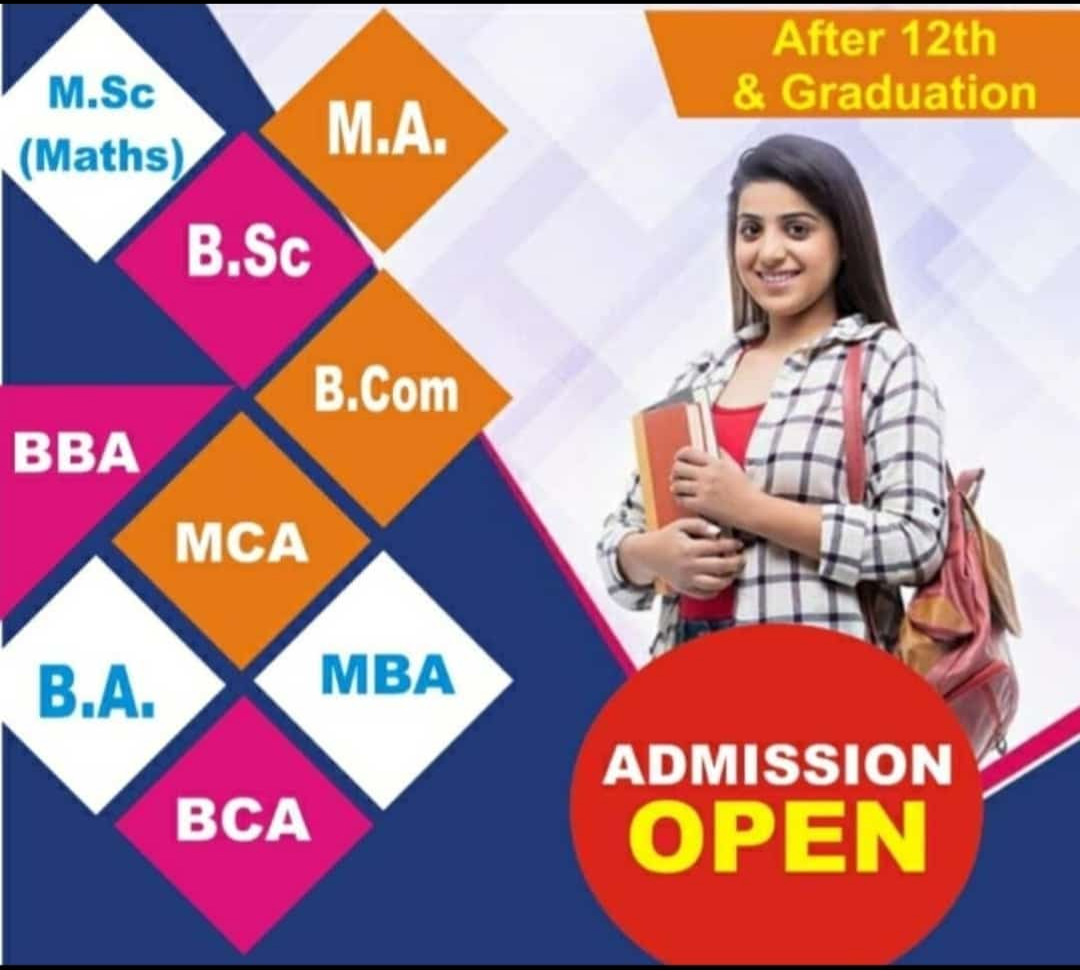 After 12th
& Graduation
M.Sc
(Maths)
M.A.
B.Sc
B.Com
BBA
MCA
B.A.
MBA
BCA
ADMISSION
OPEN